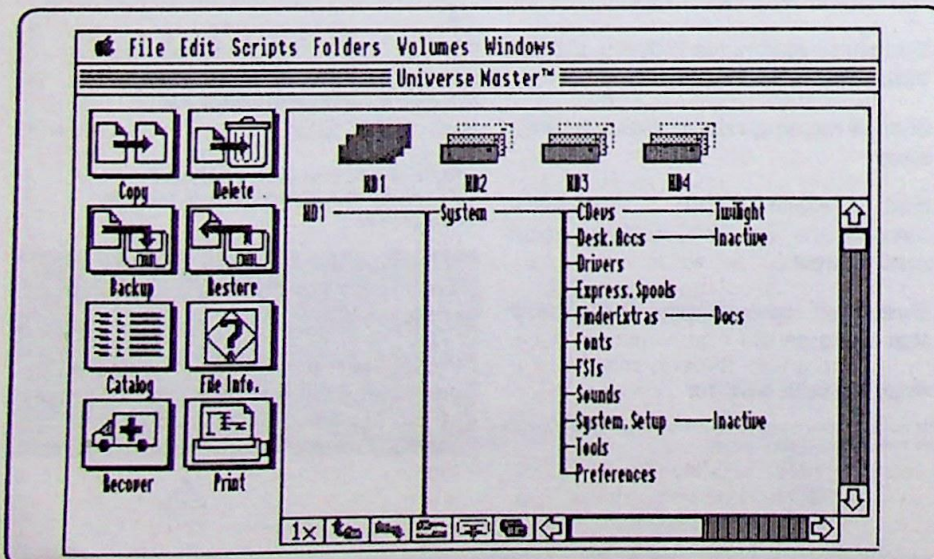 File Edit Scripts Folders Volumes Windows
Universe Master™
Copy Delete
Backup Restore
Catalog File Info.
Recover Print
HD1 HD2 HD3 HD4
HD1 System CDevs Twilight
Desk.Accs Inactive
Drivers
Express.Spools
FinderExtras Docs
Fonts
FSTs
Sounds
System.Setup Inactive
Tools
Preferences
1x